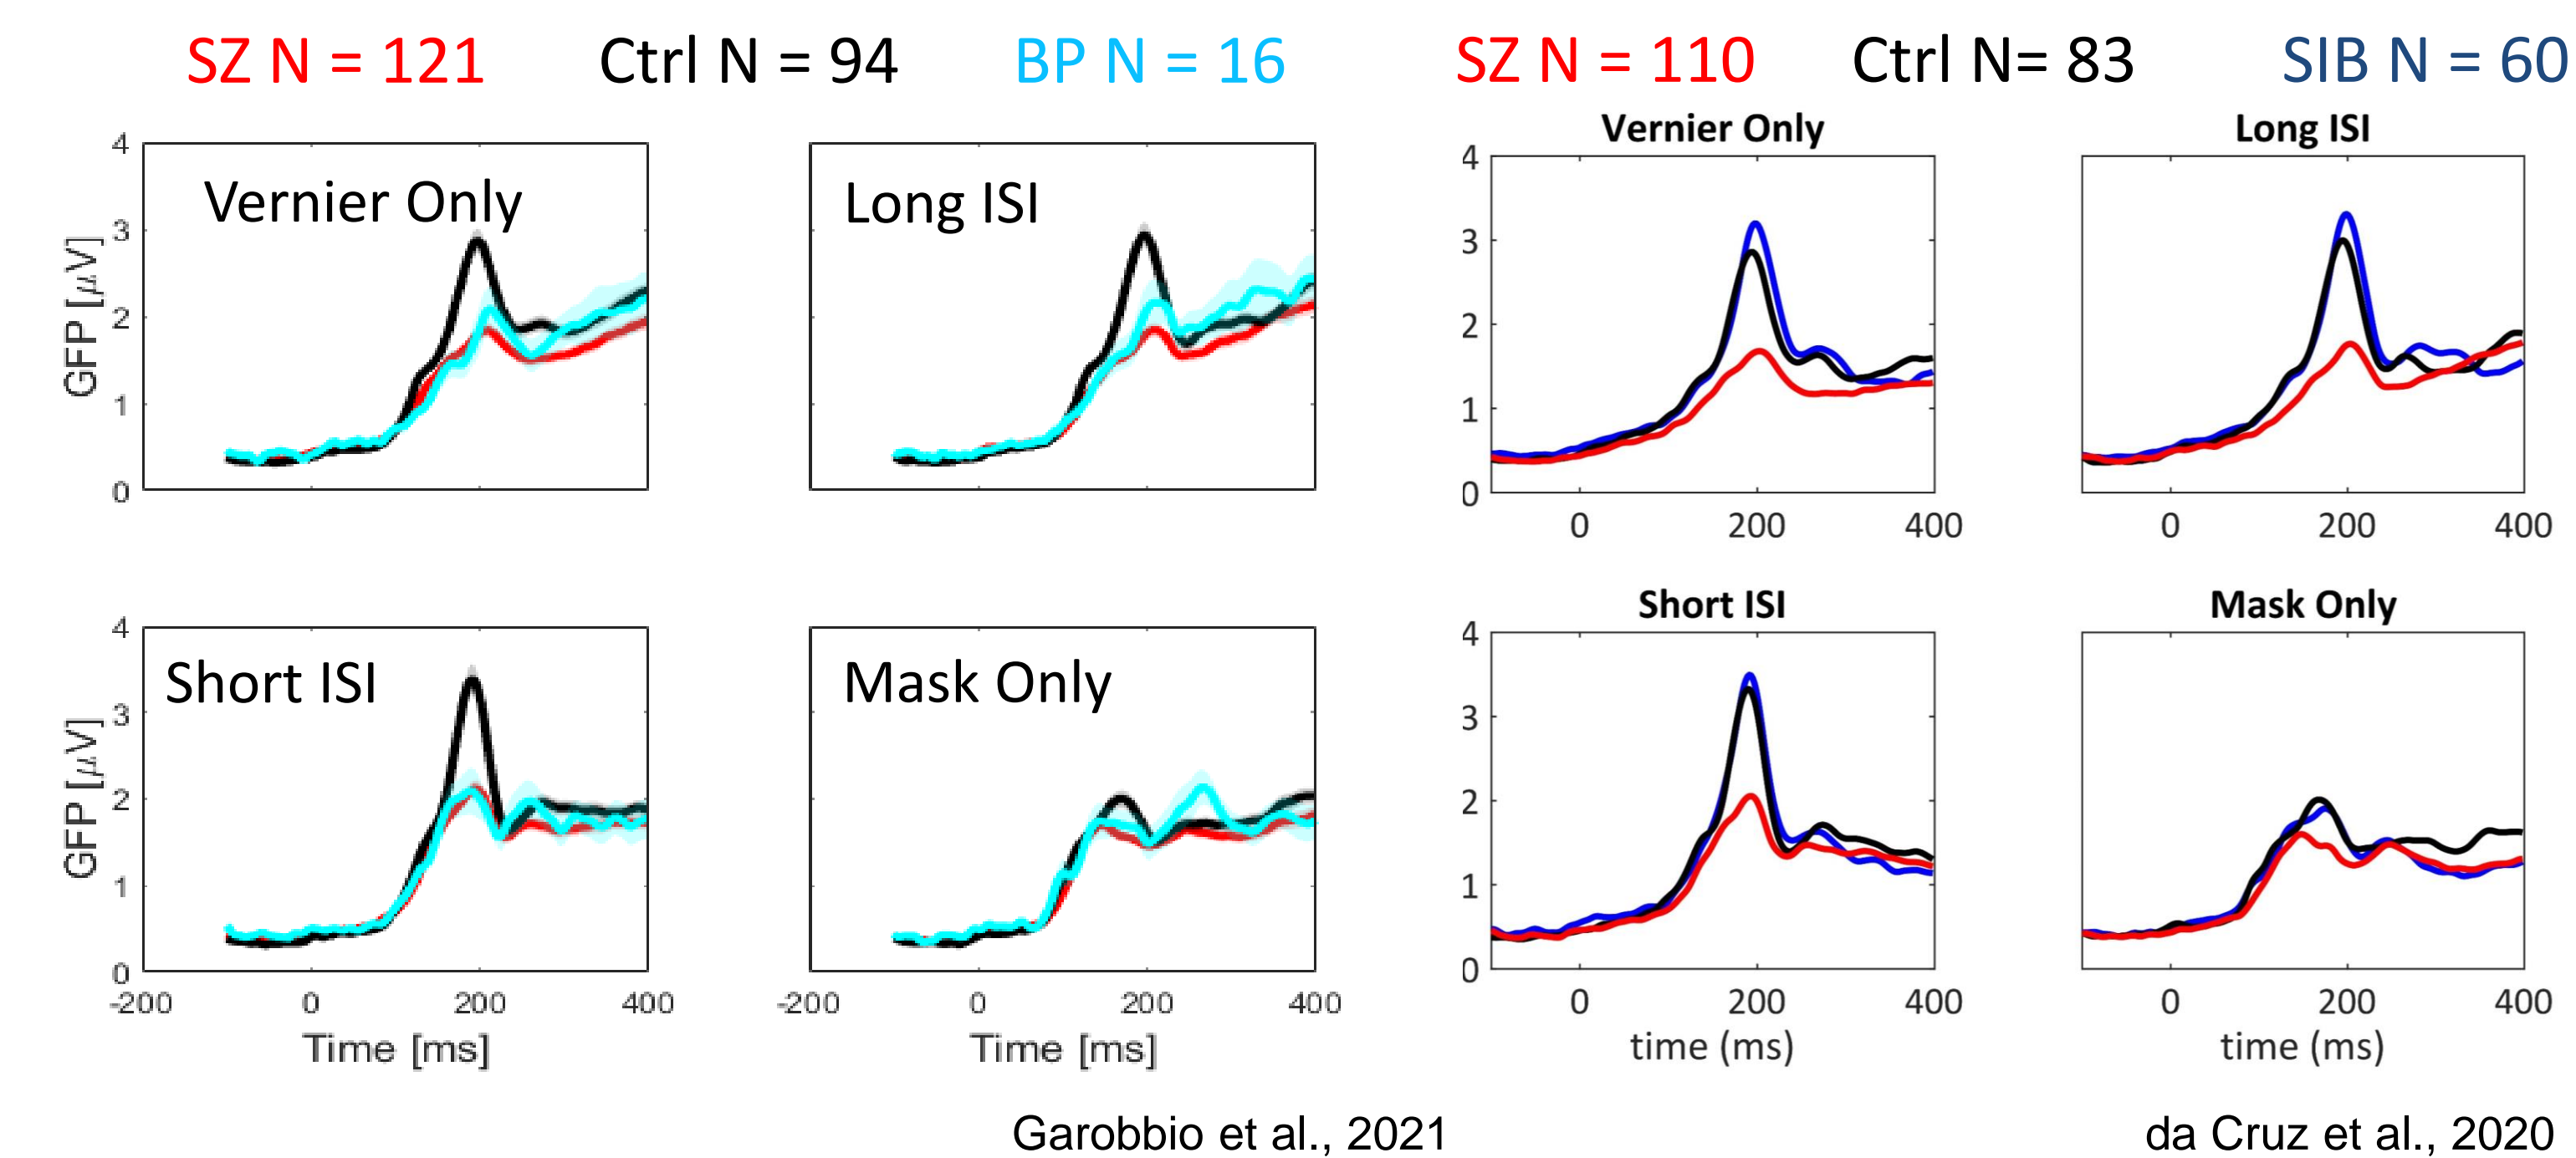 SZ N = 121 Ctrl N = 94 BP N = 16 SZ N = 110 Ctrl N= 83 SIB N = 60
Vernier Only
4
3
2
1
0
GFP [μV]
Long ISI
Vernier Only
4
3
2
1
0
0 200 400
Long ISI
0 200 400
Short ISI
4
3
2
1
0
GFP [μV]
-200 0 200 400
Time [ms]
Mask Only
-200 0 200 400
Time [ms]
Short ISI
4
3
2
1
0
0 200 400
time (ms)
Mask Only
0 200 400
time (ms)
Garobbio et al., 2021
da Cruz et al., 2020